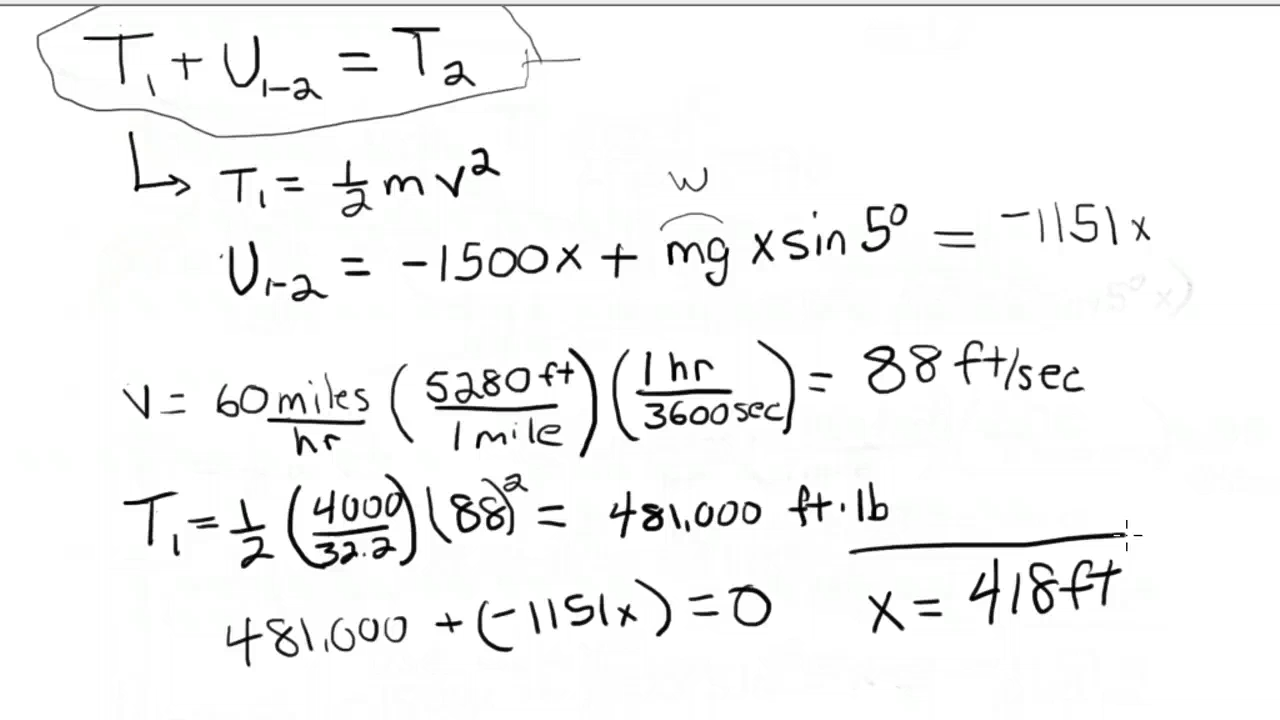 T₁ + U₁₋₂ = T₂
T₁ = 1/2 m v²
w
U₁₋₂ = -1500x + mg x sin 5° = -1151 x
5° x)
v = 60 miles/hr (5280 ft/1 mile) (1 hr/3600 sec) = 88 ft/sec
T₁ = 1/2 (4000/32.2) (88)² = 481,000 ft·lb
481,000 + (-1151x) = 0
x = 418 ft